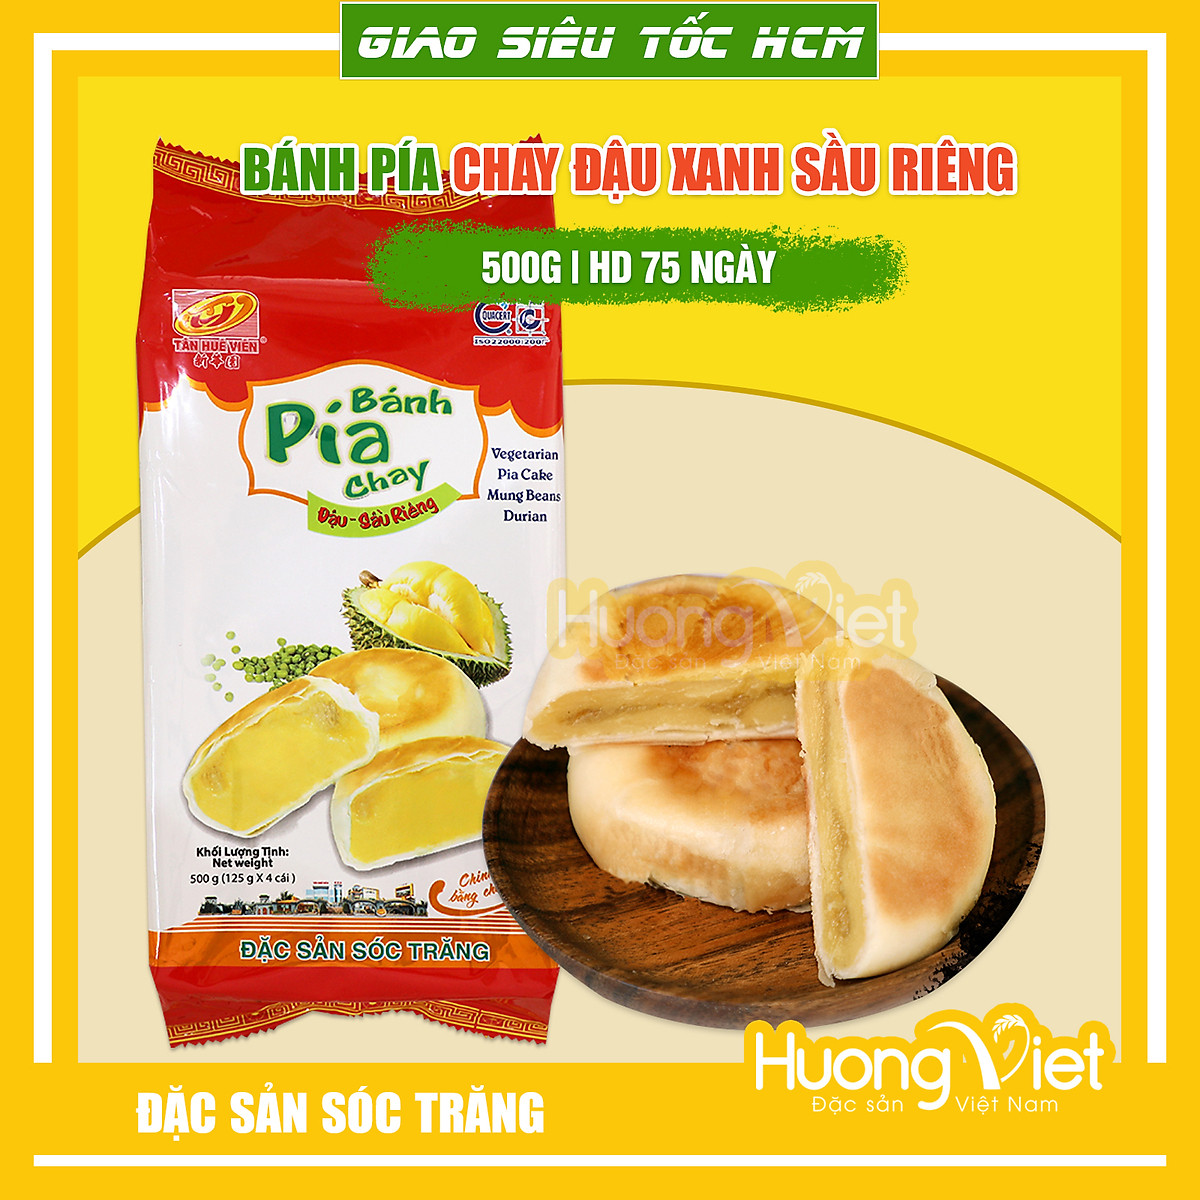 GIAO SIÊU TỐC HCM
BÁNH PÍA CHAY ĐẬU XANH SẦU RIÊNG
500G | HD 75 NGÀY
TÂN HUÊ VIÊN®
新華園
QUACERT
ISO22000:200
Bánh
Pía
chay
Đậu - Sầu Riêng
Vegetarian
Pia Cake
Mung Beans
Durian
HuongViet
Đặc sản Việt Nam
Khối Lượng Tịnh:
Net weight
500 g (125 g X 4 cái )
bằng
ĐẶC SẢN SÓC TRĂNG
HuongViet
Đặc sản Việt Nam
ĐẶC SẢN SÓC TRĂNG